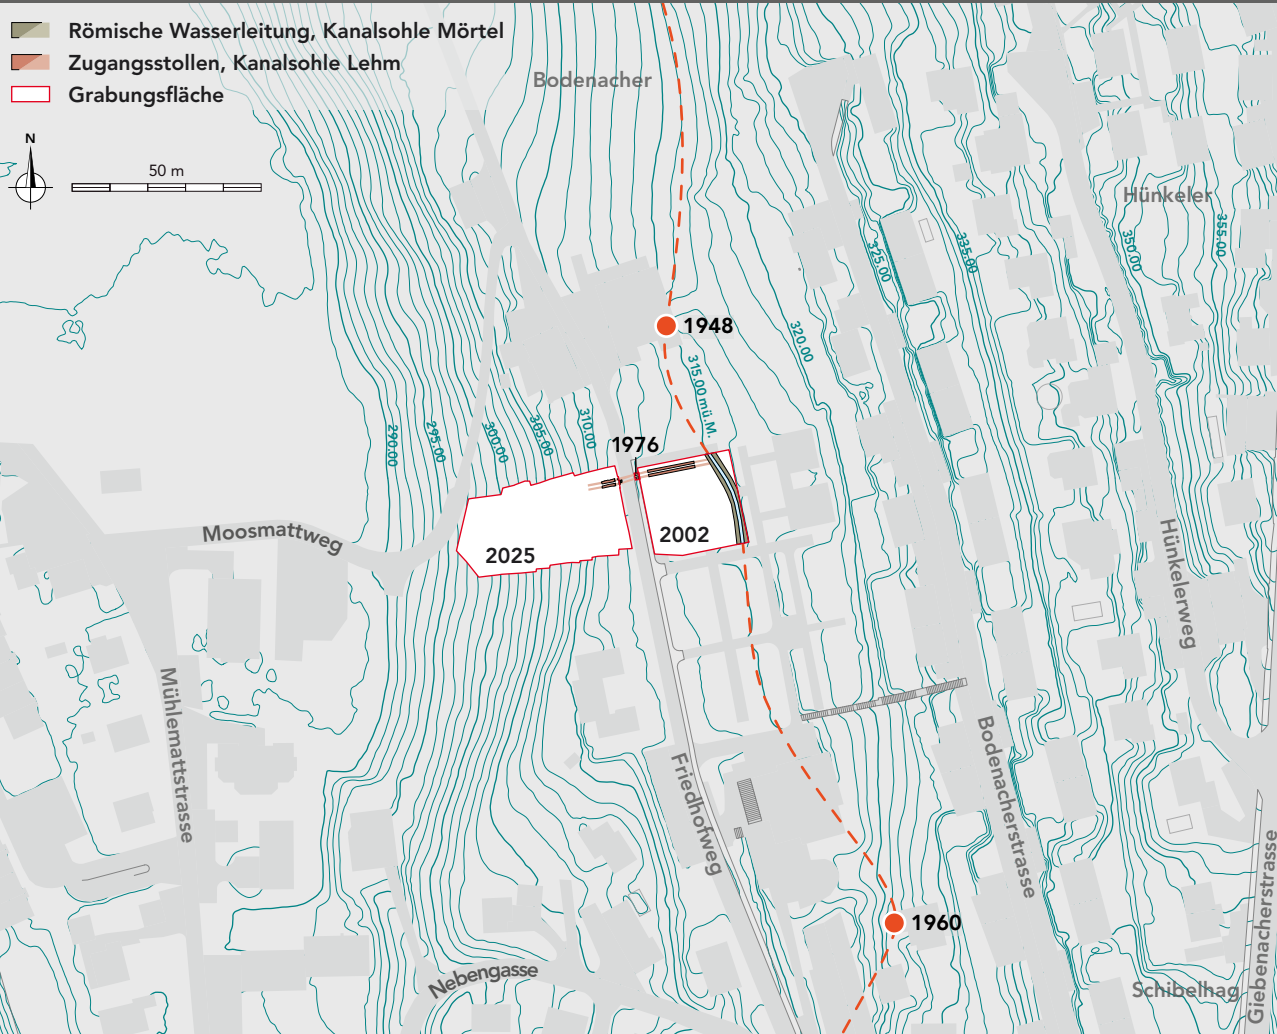 Römische Wasserleitung, Kanalsohle Mörtel
Zugangsstollen, Kanalsohle Lehm
Grabungsfläche
Bodenacher
N
50 m
Hünkeler
355.00
350.00
335.00
325.00
1948
320.00
315.00 mü.M.
310.00
305.00
300.00
295.00
290.00
1976
Moosmattweg
2025
2002
Hünkelerweg
Mühlemattstrasse
Friedhofweg
Bodenacherstrasse
Giebenacherstrasse
1960
Nebengasse
Schibelhag